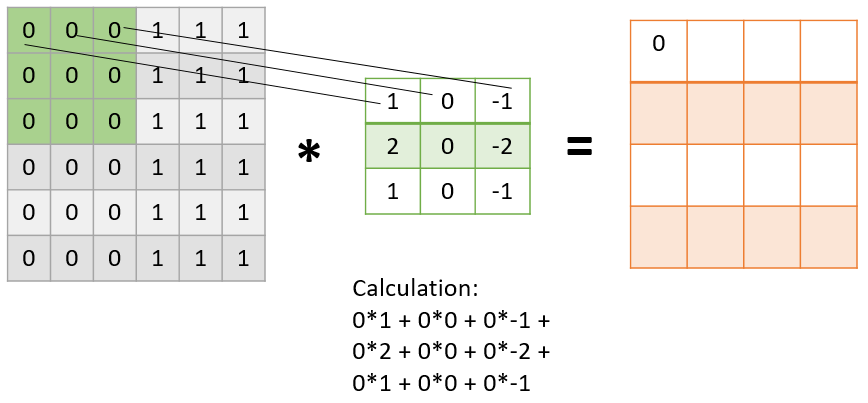 0 0 0 1 1 1
0 0 0 1 1 1
0 0 0 1 1 1
0 0 0 1 1 1
0 0 0 1 1 1
0 0 0 1 1 1
*
1 0 -1
2 0 -2
1 0 -1
=
0
Calculation:
0*1 + 0*0 + 0*-1 +
0*2 + 0*0 + 0*-2 +
0*1 + 0*0 + 0*-1